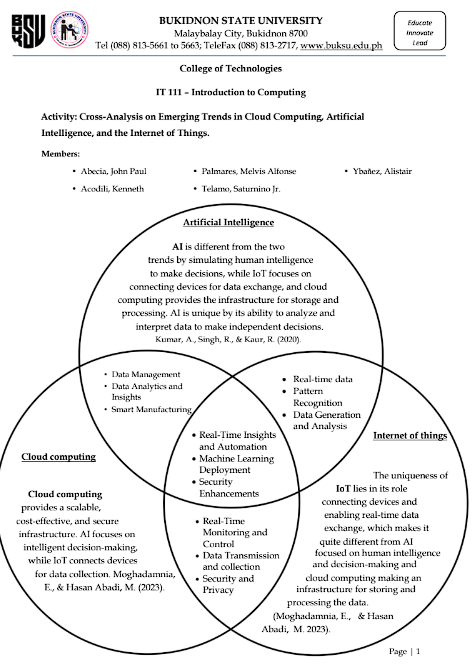 BUKIDNON STATE UNIVERSITY
Malaybalay City, Bukidnon 8700
Tel (088) 813-5661 to 5663; TeleFax (088) 813-2717, www.buksu.edu.ph
Educate
Innovate
Lead
College of Technologies
IT 111 – Introduction to Computing
Activity: Cross-Analysis on Emerging Trends in Cloud Computing, Artificial
Intelligence, and the Internet of Things.
Members:
• Abecia, John Paul
• Palmares, Melvis Alfonse
• Ybañez, Alistair
• Acodili, Kenneth
• Telamo, Saturnino Jr.
Artificial Intelligence
AI is different from the two
trends by simulating human intelligence
to make decisions, while IoT focuses on
connecting devices for data exchange, and cloud
computing provides the infrastructure for storage and
processing. AI is unique by its ability to analyze and
interpret data to make independent decisions.
Kumar, A., Singh, R., & Kaur, R. (2020).
• Data Management
• Data Analytics and
Insights
• Smart Manufacturing
• Real-time data
• Pattern
Recognition
• Data Generation
and Analysis
• Real-Time Insights
and Automation
• Machine Learning
Deployment
• Security
Enhancements
Cloud computing
Cloud computing
provides a scalable,
cost-effective, and secure
infrastructure. AI focuses on
intelligent decision-making,
while IoT connects devices
for data collection. Moghadamnia,
E., & Hasan Abadi, M. (2023).
• Real-Time
Monitoring and
Control
• Data Transmission
and collection
• Security and
Privacy
Internet of things
The uniqueness of
IoT lies in its role
connecting devices and
enabling real-time data
exchange, which makes it
quite different from AI
focused on human intelligence
and decision-making and
cloud computing making an
infrastructure for storing and
processing the data.
(Moghadamnia, E., & Hasan
Abadi, M. 2023).
Page | 1